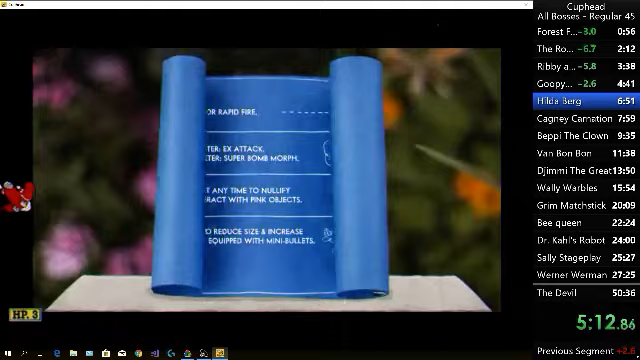 Cuphead
OR RAPID FIRE.
TER: EX ATTACK.
TER: SUPER BOMB MORPH.
T ANY TIME TO NULLIFY
ERACT WITH PINK OBJECTS.
O REDUCE SIZE & INCREASE
EQUIPPED WITH MINI-BULLETS.
HP. 3
Cuphead
All Bosses - Regular 45
Forest F... -3.0 0:56
The Ro... -6.7 2:12
Ribby a... -5.8 3:38
Goopy... -2.6 4:41
Hilda Berg 6:51
Cagney Carnation 7:59
Beppi The Clown 9:35
Van Bon Bon 11:38
Djimmi The Great 13:50
Wally Warbles 15:54
Grim Matchstick 20:09
Bee queen 22:24
Dr. Kahl's Robot 24:00
Sally Stageplay 25:27
Werner Werman 27:25
The Devil 50:36
5:12.86
Previous Segment +2.6